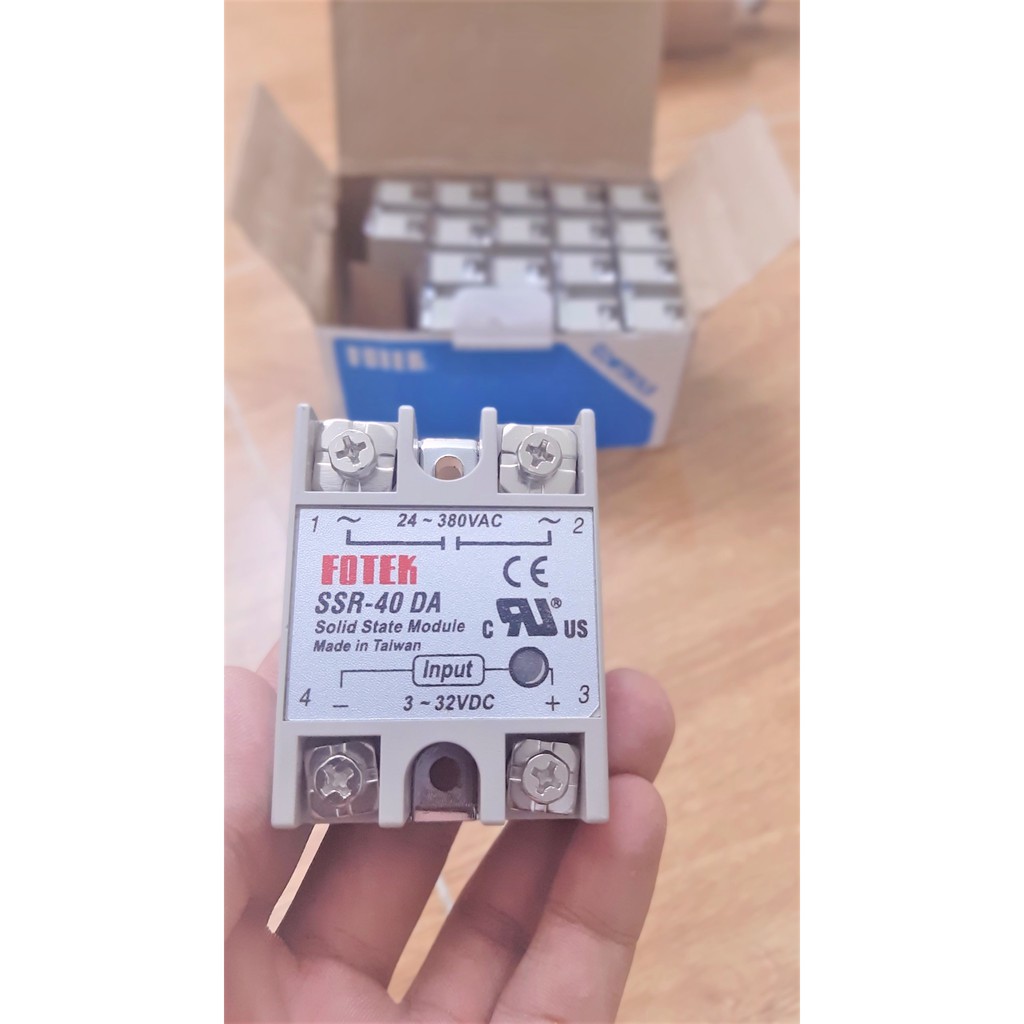 FOTEK
1 ~ 24 ~ 380VAC ~ 2
FOTEK
CE
SSR-40 DA
Solid State Module
C RU® US
Made in Taiwan
Input
4 − 3 ~ 32VDC + 3